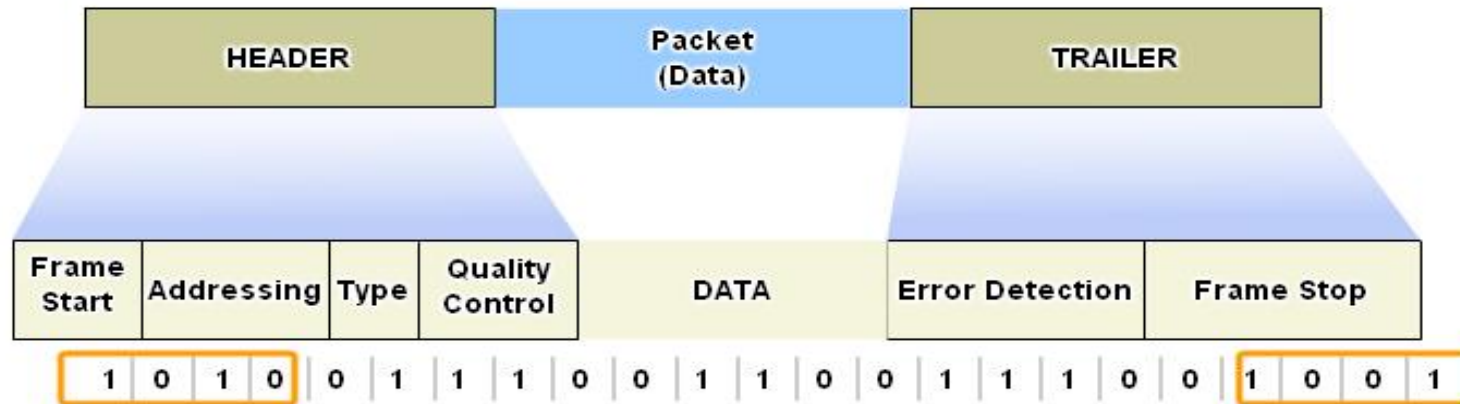 HEADER
Packet
(Data)
TRAILER
Frame
Start
Addressing
Type
Quality
Control
DATA
Error Detection
Frame Stop
1 0 1 0 0 1 1 1 0 0 1 1 0 0 1 1 1 0 0 1 0 0 1